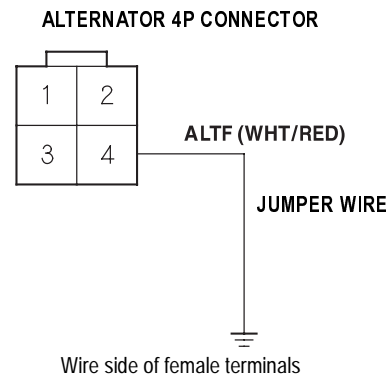 ALTERNATOR 4P CONNECTOR
1 2
3 4
ALTF (WHT/RED)
JUMPER WIRE
Wire side of female terminals